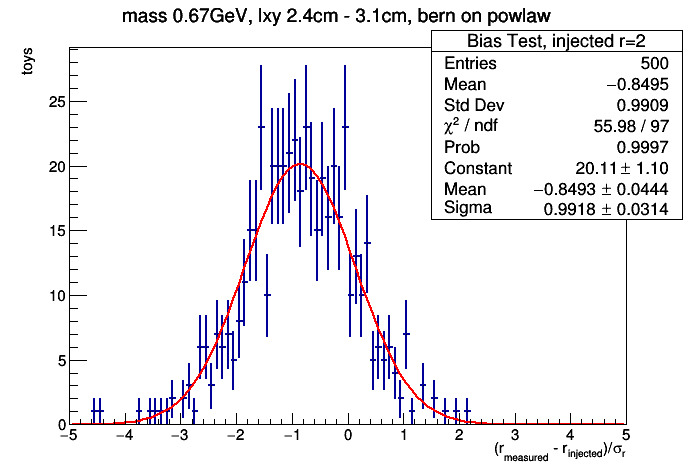 mass 0.67GeV, lxy 2.4cm - 3.1cm, bern on powlaw
toys
Bias Test, injected r=2
Entries 500
Mean −0.8495
Std Dev 0.9909
χ² / ndf 55.98 / 97
Prob 0.9997
Constant 20.11 ± 1.10
Mean −0.8493 ± 0.0444
Sigma 0.9918 ± 0.0314
25
20
15
10
5
0
−5 −4 −3 −2 −1 0 1 2 3 4 5
(r_measured - r_injected)/σ_r